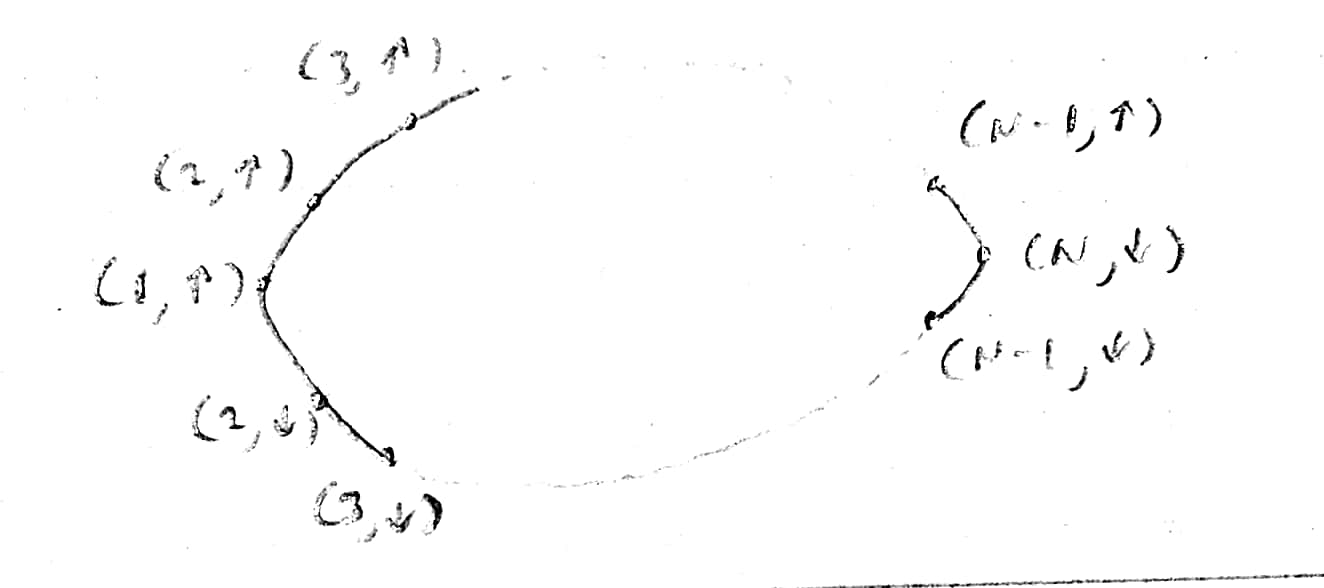 (3, ↑)
(N-1, ↑)
(2, ↑)
(N, ↓)
(1, ↑)
(N-1, ↓)
(2, ↓)
(3, ↓)